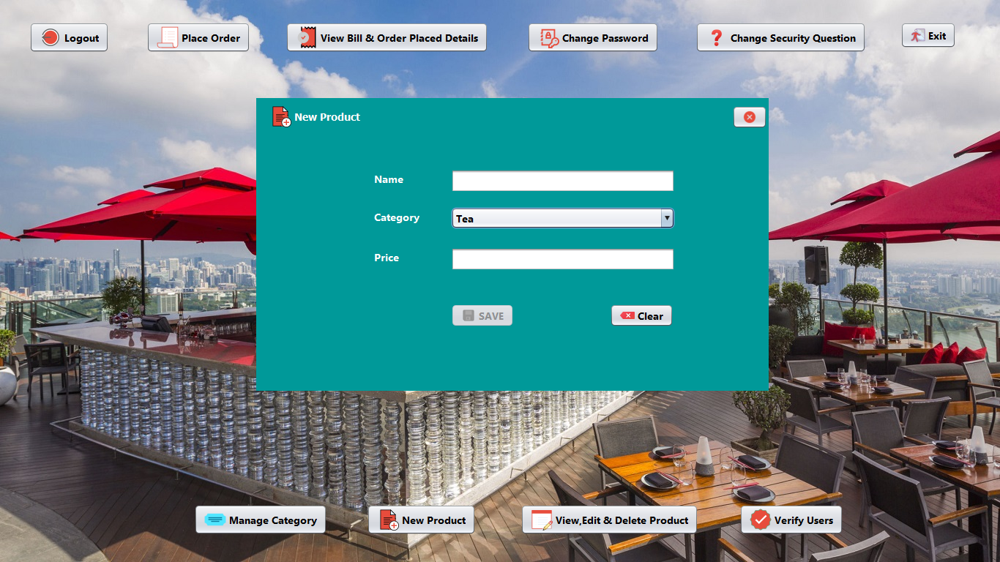 Logout
Place Order
View Bill & Order Placed Details
Change Password
Change Security Question
Exit
New Product
Name
Category
Tea
Price
SAVE
Clear
Manage Category
New Product
View,Edit & Delete Product
Verify Users